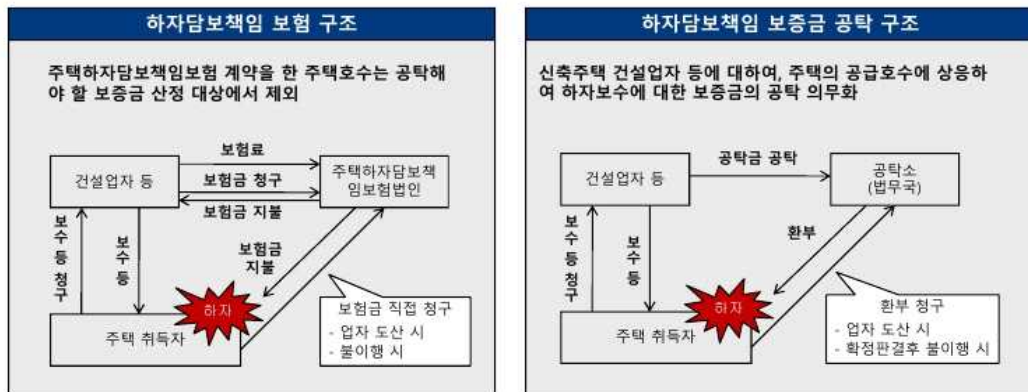 하자담보책임 보험 구조
주택하자담보책임보험 계약을 한 주택호수는 공탁해
야 할 보증금 산정 대상에서 제외
보험료
건설업자 등
보험금 청구
주택하자담보책
임보험법인
보험금 지불
보수 등 청구
보수 등
보험금
지불
하자
주택 취득자
보험금 직접 청구
- 업자 도산 시
- 불이행 시
하자담보책임 보증금 공탁 구조
신축주택 건설업자 등에 대하여, 주택의 공급호수에 상응하
여 하자보수에 대한 보증금의 공탁 의무화
공탁금 공탁
건설업자 등
공탁소
(법무국)
보수 등 청구
보수 등
환부
하자
주택 취득자
환부 청구
- 업자 도산 시
- 확정판결후 불이행 시